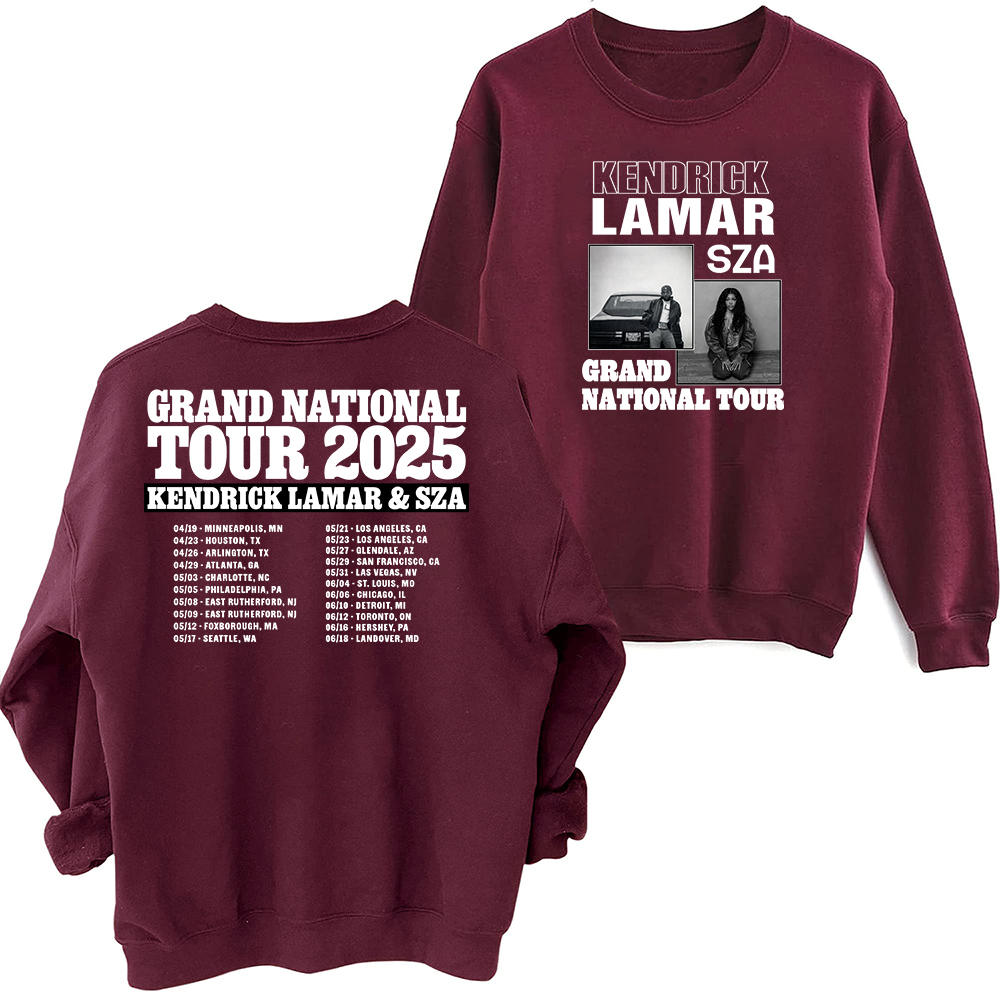 KENDRICK
LAMAR
SZA
GRAND
NATIONAL TOUR
GRAND NATIONAL
TOUR 2025
KENDRICK LAMAR & SZA
04/19 - MINNEAPOLIS, MN
04/23 - HOUSTON, TX
04/26 - ARLINGTON, TX
04/29 - ATLANTA, GA
05/03 - CHARLOTTE, NC
05/05 - PHILADELPHIA, PA
05/08 - EAST RUTHERFORD, NJ
05/09 - EAST RUTHERFORD, NJ
05/12 - FOXBOROUGH, MA
05/17 - SEATTLE, WA
05/21 - LOS ANGELES, CA
05/23 - LOS ANGELES, CA
05/27 - GLENDALE, AZ
05/29 - SAN FRANCISCO, CA
05/31 - LAS VEGAS, NV
06/04 - ST. LOUIS, MO
06/06 - CHICAGO, IL
06/10 - DETROIT, MI
06/12 - TORONTO, ON
06/16 - HERSHEY, PA
06/18 - LANDOVER, MD